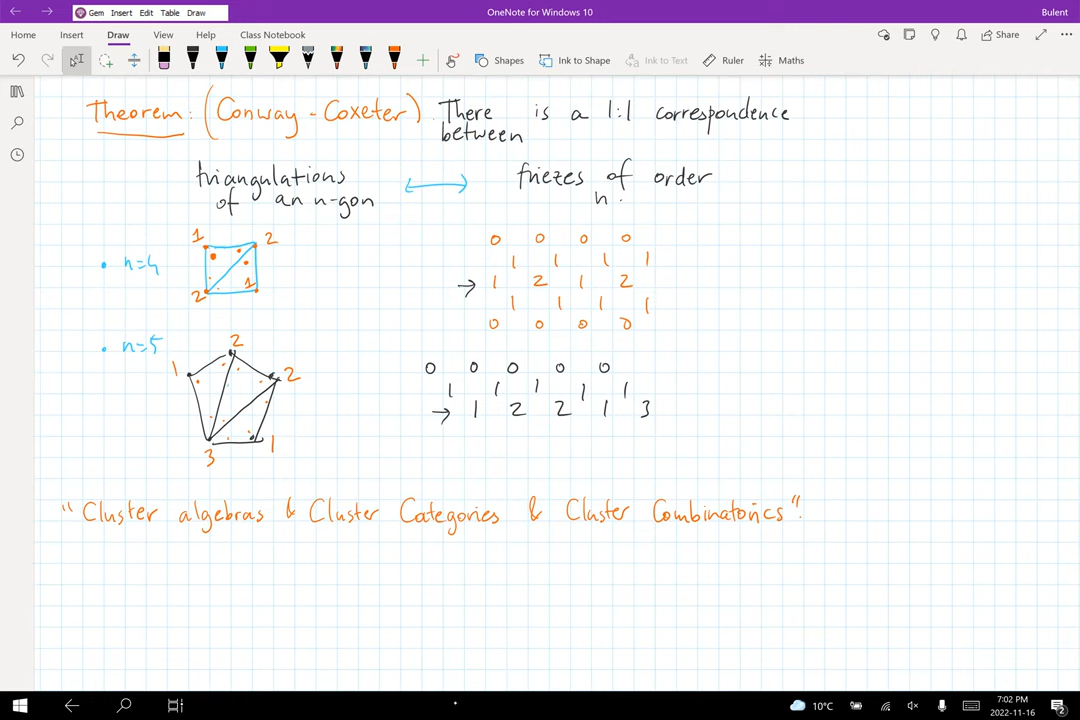 Gem Insert Edit Table Draw
OneNote for Windows 10
Bulent
Home Insert Draw View Help Class Notebook
Share
Shapes Ink to Shape Ink to Text Ruler Maths
Theorem: (Conway - Coxeter). There is a 1:1 correspondence
between
triangulations
of an n-gon
friezes of order
n.
• n=4
1 2
2 1
0 0 0 0
1 1 1 1
→ 1 2 1 2
1 1 1 1
0 0 0 0
• n=5
2
1 2
3 1
0 0 0 0 0
1 1 1 1 1
→ 1 2 2 1 3
"Cluster algebras & Cluster Categories & Cluster Combinatorics".
10°C
7:02 PM
2022-11-16
2